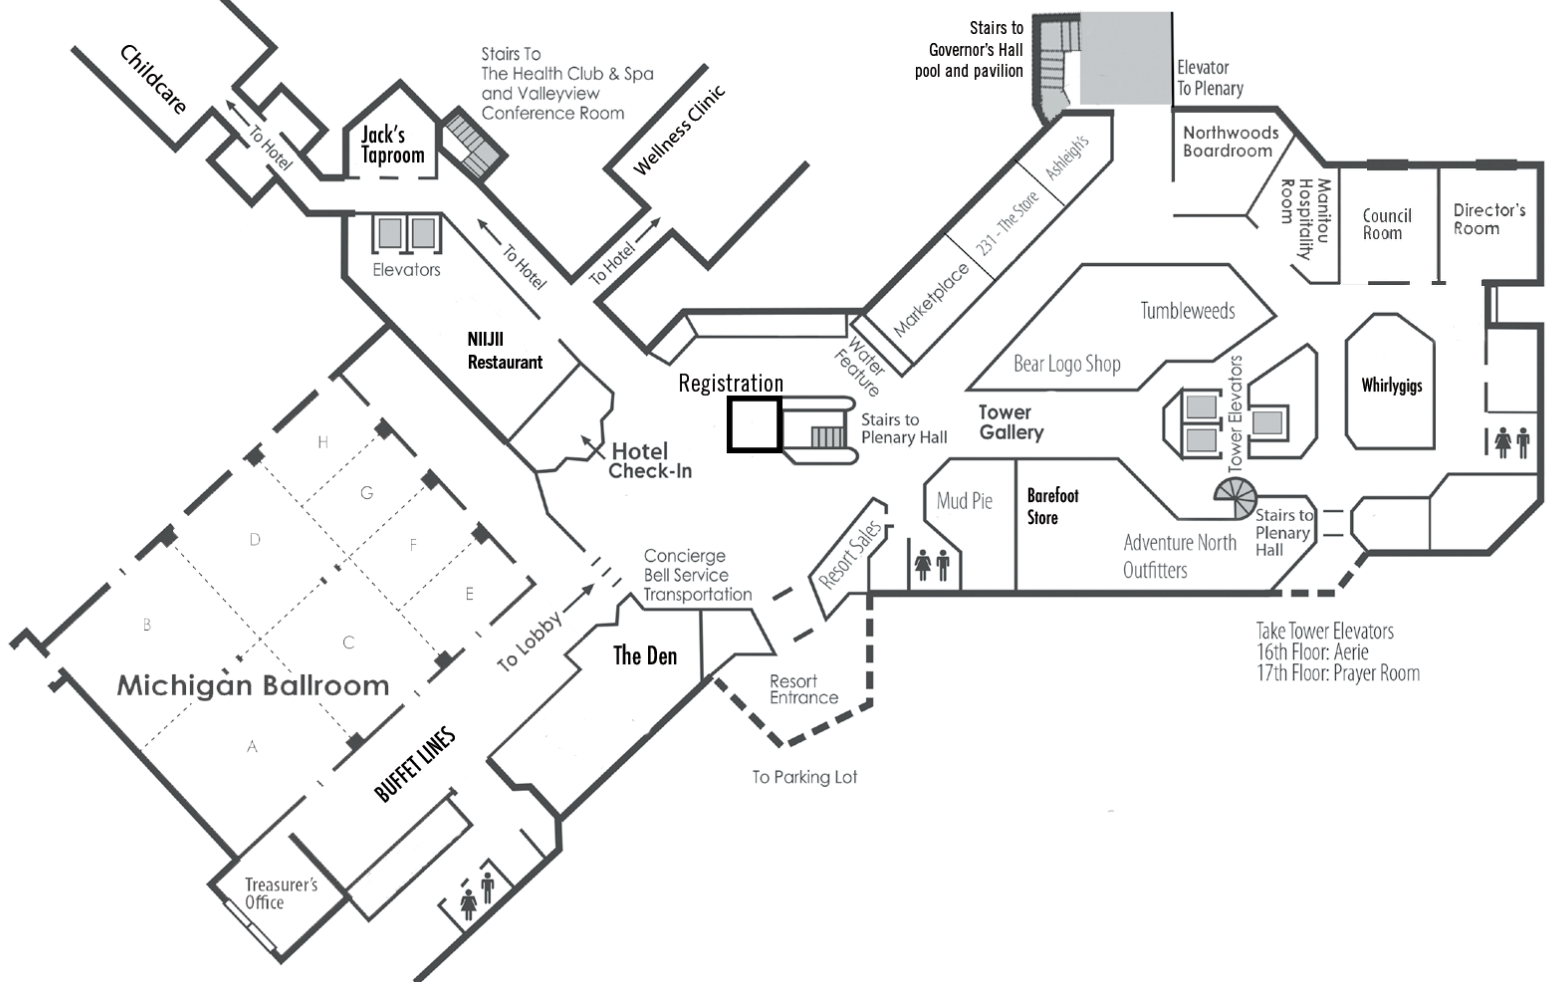 Stairs to
Governor's Hall
pool and pavilion
Elevator
To Plenary
Childcare
Stairs To
The Health Club & Spa
and Valleyview
Conference Room
Wellness Clinic
To Hotel
Jack's
Taproom
Northwoods
Boardroom
Ashleigh's
231 - The Store
Marketplace
Manitou
Hospitality
Room
Council
Room
Director's
Room
Elevators
To Hotel
To Hotel
NIIJII
Restaurant
Water
Feature
Tumbleweeds
Bear Logo Shop
Registration
Stairs to
Plenary Hall
Tower
Gallery
Tower Elevators
Whirlygigs
Hotel
Check-In
H
G
D
F
E
B
C
A
Michigan Ballroom
Mud Pie
Barefoot
Store
Stairs to
Plenary
Hall
Adventure North
Outfitters
Resort Sales
Concierge
Bell Service
Transportation
To Lobby
The Den
Resort
Entrance
Take Tower Elevators
16th Floor: Aerie
17th Floor: Prayer Room
BUFFET LINES
To Parking Lot
Treasurer's
Office